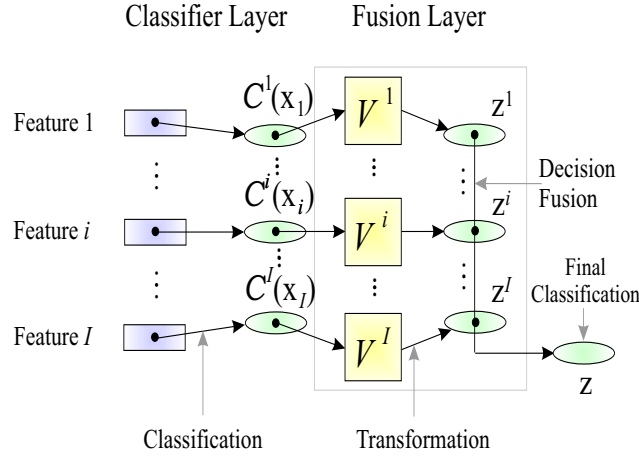 Classifier Layer
Fusion Layer
Feature 1
C¹(x₁)
V¹
z¹
Decision
Fusion
Feature i
Cⁱ(xᵢ)
Vⁱ
zⁱ
Final
Classification
Feature I
Cᴵ(x_I)
Vᴵ
zᴵ
z
Classification
Transformation